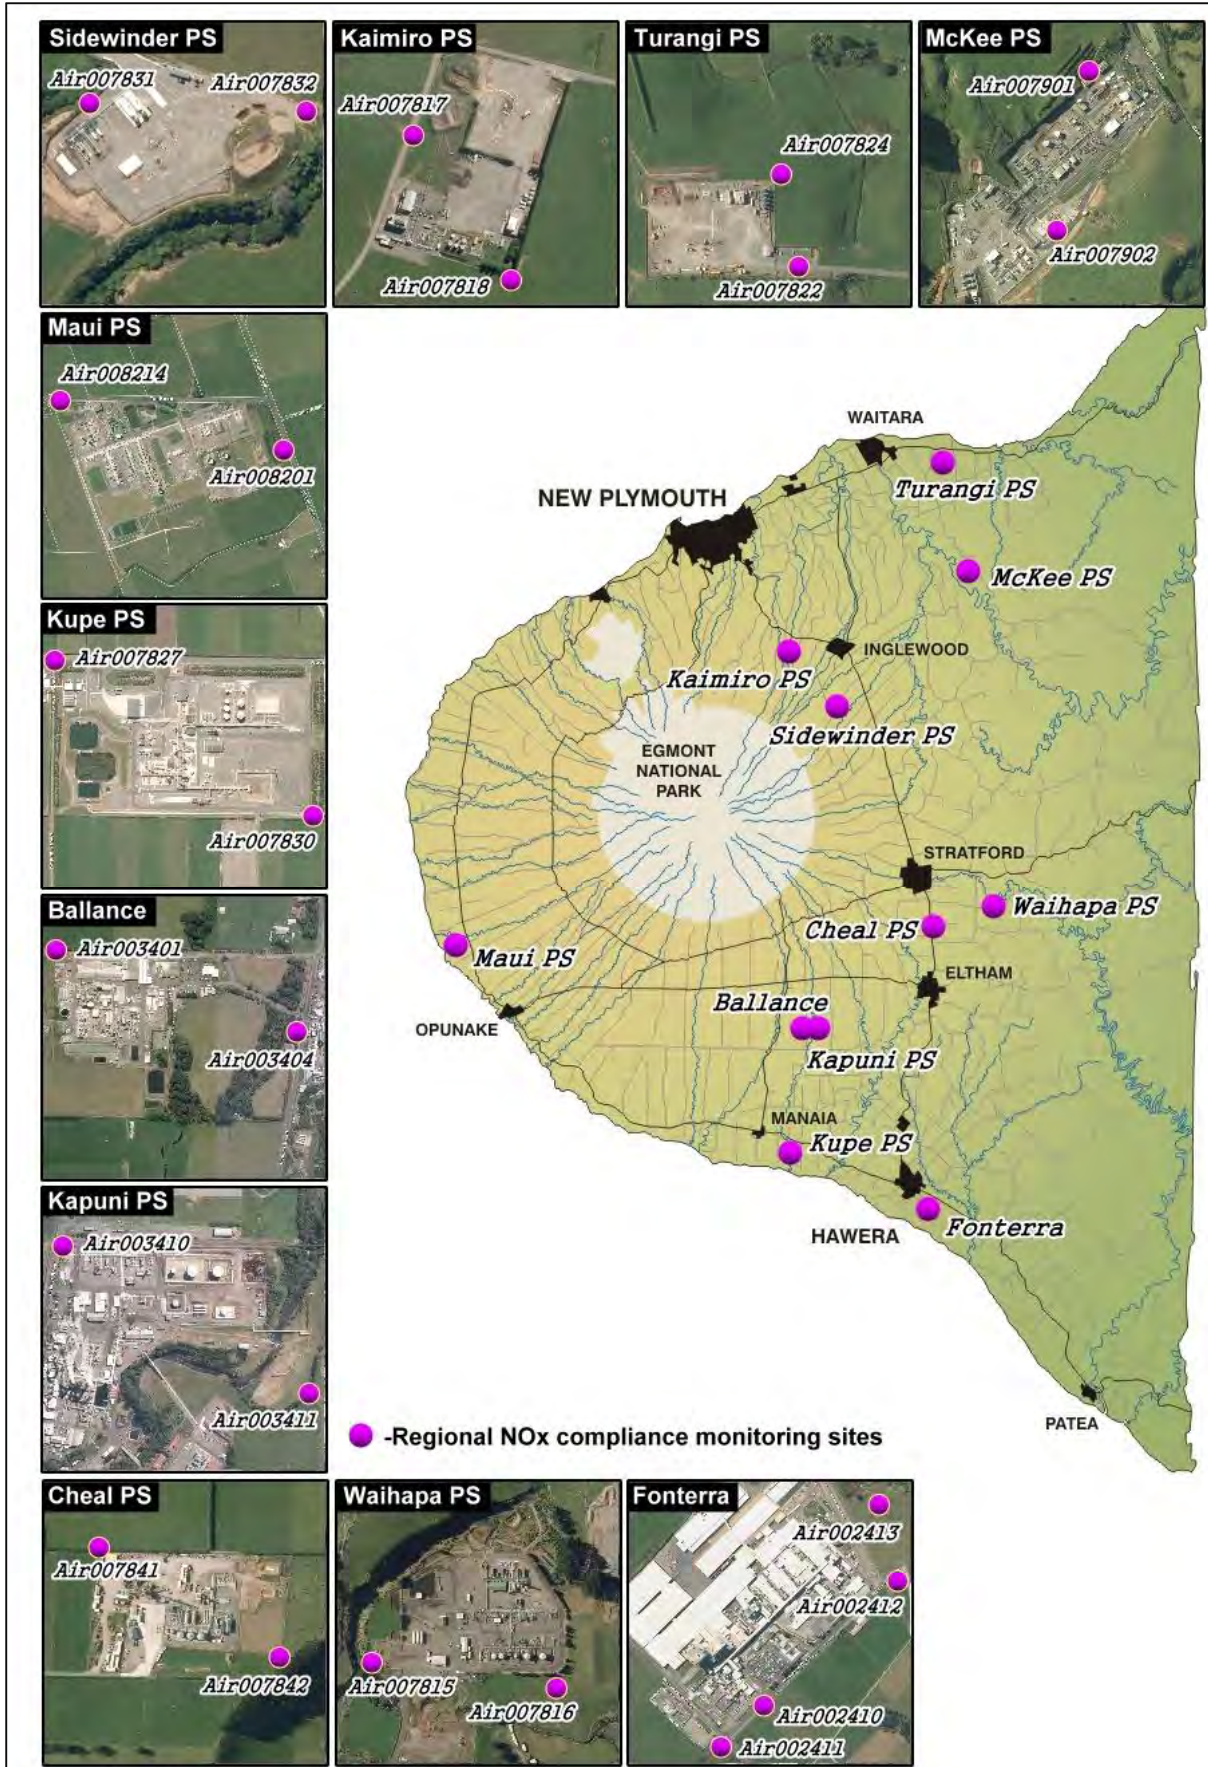 Sidewinder PS
Air007831
Air007832
Kaimiro PS
Air007817
Air007818
Turangi PS
Air007824
Air007822
McKee PS
Air007901
Air007902
Maui PS
Air008214
Air008201
Kupe PS
Air007827
Air007830
Ballance
Air003401
Air003404
Kapuni PS
Air003410
Air003411
WAITARA
Turangi PS
NEW PLYMOUTH
McKee PS
INGLEWOOD
Kaimiro PS
Sidewinder PS
EGMONT
NATIONAL
PARK
STRATFORD
Waihapa PS
Cheal PS
Maui PS
ELTHAM
Ballance
OPUNAKE
Kapuni PS
MANAIA
Kupe PS
HAWERA
Fonterra
PATEA
-Regional NOx compliance monitoring sites
Cheal PS
Air007841
Air007842
Waihapa PS
Air007815
Air007816
Fonterra
Air002413
Air002412
Air002410
Air002411